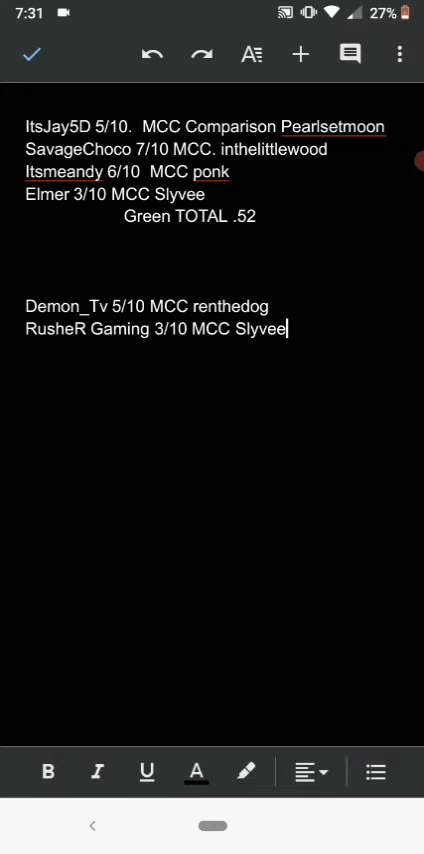 7:31
27%
ItsJay5D 5/10.  MCC Comparison Pearlsetmoon
SavageChoco 7/10 MCC. inthelittlewood
Itsmeandy 6/10  MCC ponk
Elmer 3/10 MCC Slyvee
Green TOTAL .52
Demon_Tv 5/10 MCC renthedog
RusheR Gaming 3/10 MCC Slyvee
B I U A